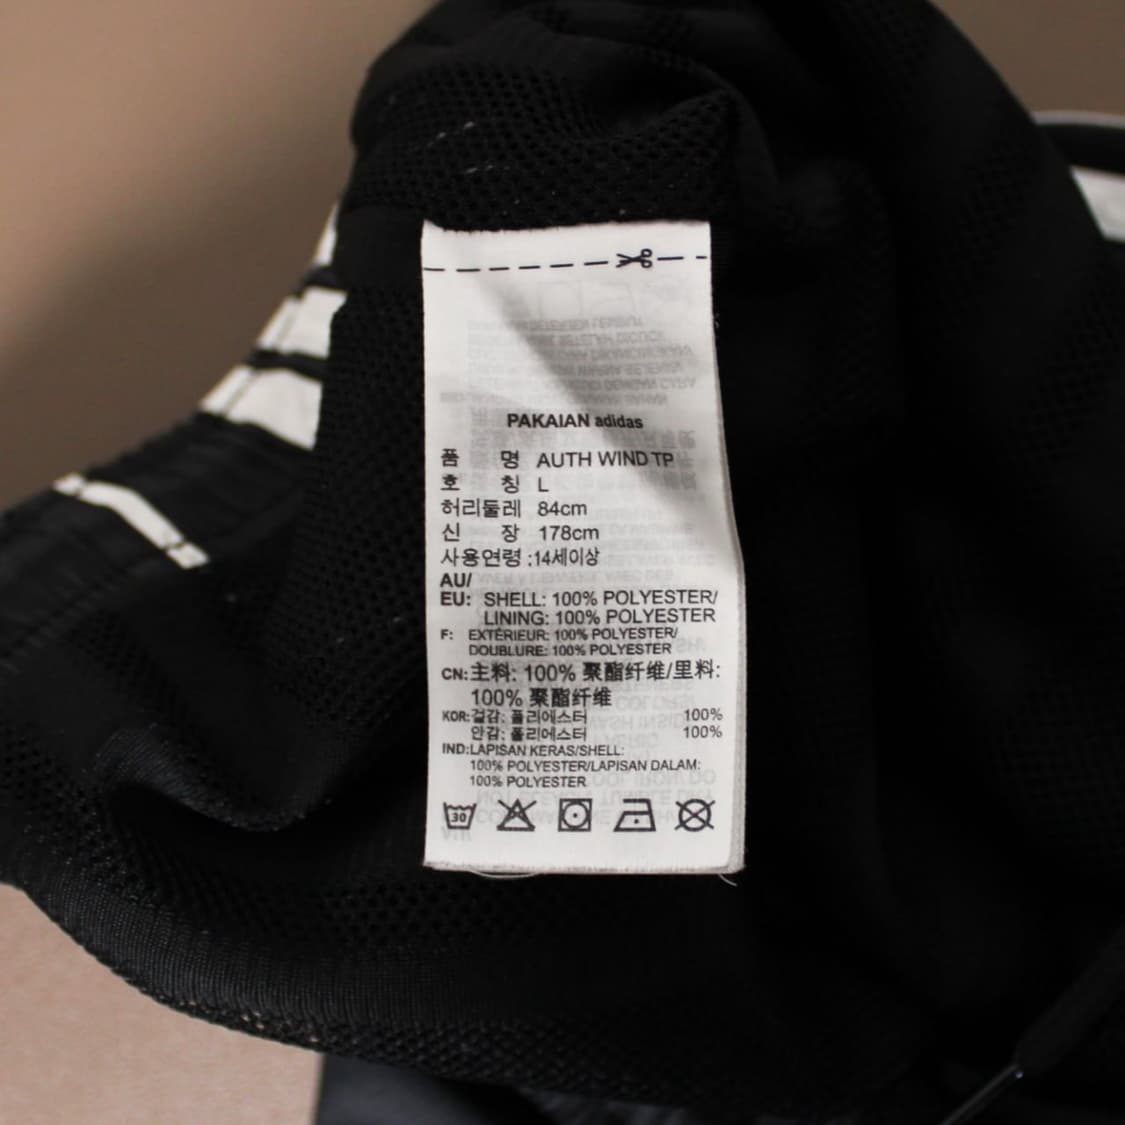 PAKAIAN adidas
품 명 AUTH WIND TP
호 칭 L
허리둘레 84cm
신 장 178cm
사용연령 :14세이상
AU/
EU: SHELL: 100% POLYESTER/
LINING: 100% POLYESTER
F: EXTÉRIEUR: 100% POLYESTER/
DOUBLURE: 100% POLYESTER
CN:主料: 100% 聚酯纤维/里料:
100% 聚酯纤维
KOR:겉감: 폴리에스터 100%
안감: 폴리에스터 100%
IND:LAPISAN KERAS/SHELL:
100% POLYESTER/LAPISAN DALAM:
100% POLYESTER
30